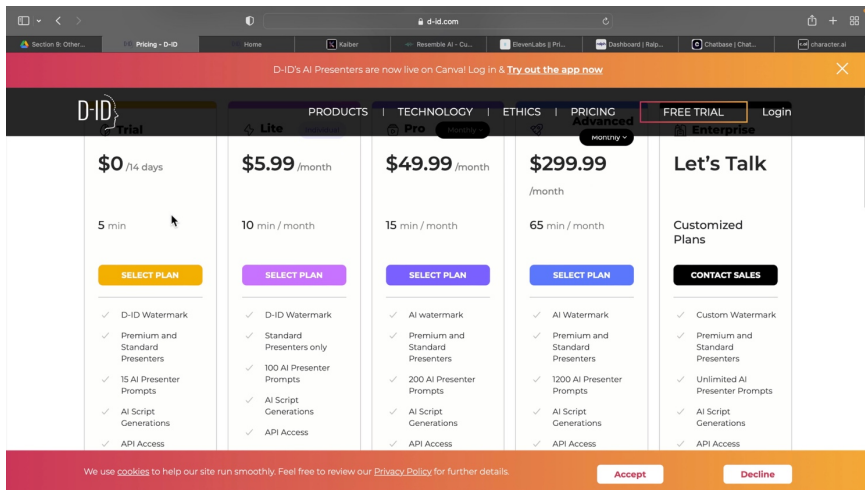 d-id.com
Section 9: Other...
Pricing - D-ID
Home
Kaiber
Resemble AI - Cu...
ElevenLabs || Pri...
Dashboard | Ralp...
Chatbase | Chat...
character.ai
D-ID's AI Presenters are now live on Canva! Log in & Try out the app now
D-ID
PRODUCTS | TECHNOLOGY | ETHICS | PRICING
FREE TRIAL
Login
Trial
Lite
Pro
Monthly
Advanced
Monthly
Enterprise
$0 /14 days
$5.99 /month
$49.99 /month
$299.99
/month
Let's Talk
5 min
10 min / month
15 min / month
65 min / month
Customized
Plans
SELECT PLAN
SELECT PLAN
SELECT PLAN
SELECT PLAN
CONTACT SALES
D-ID Watermark
Premium and
Standard
Presenters
15 AI Presenter
Prompts
AI Script
Generations
API Access
D-ID Watermark
Standard
Presenters only
100 AI Presenter
Prompts
AI Script
Generations
API Access
AI watermark
Premium and
Standard
Presenters
200 AI Presenter
Prompts
AI Script
Generations
API Access
AI Watermark
Premium and
Standard
Presenters
1200 AI Presenter
Prompts
AI Script
Generations
API Access
Custom Watermark
Premium and
Standard
Presenters
Unlimited AI
Presenter Prompts
AI Script
Generations
API Access
We use cookies to help our site run smoothly. Feel free to review our Privacy Policy for further details.
Accept
Decline